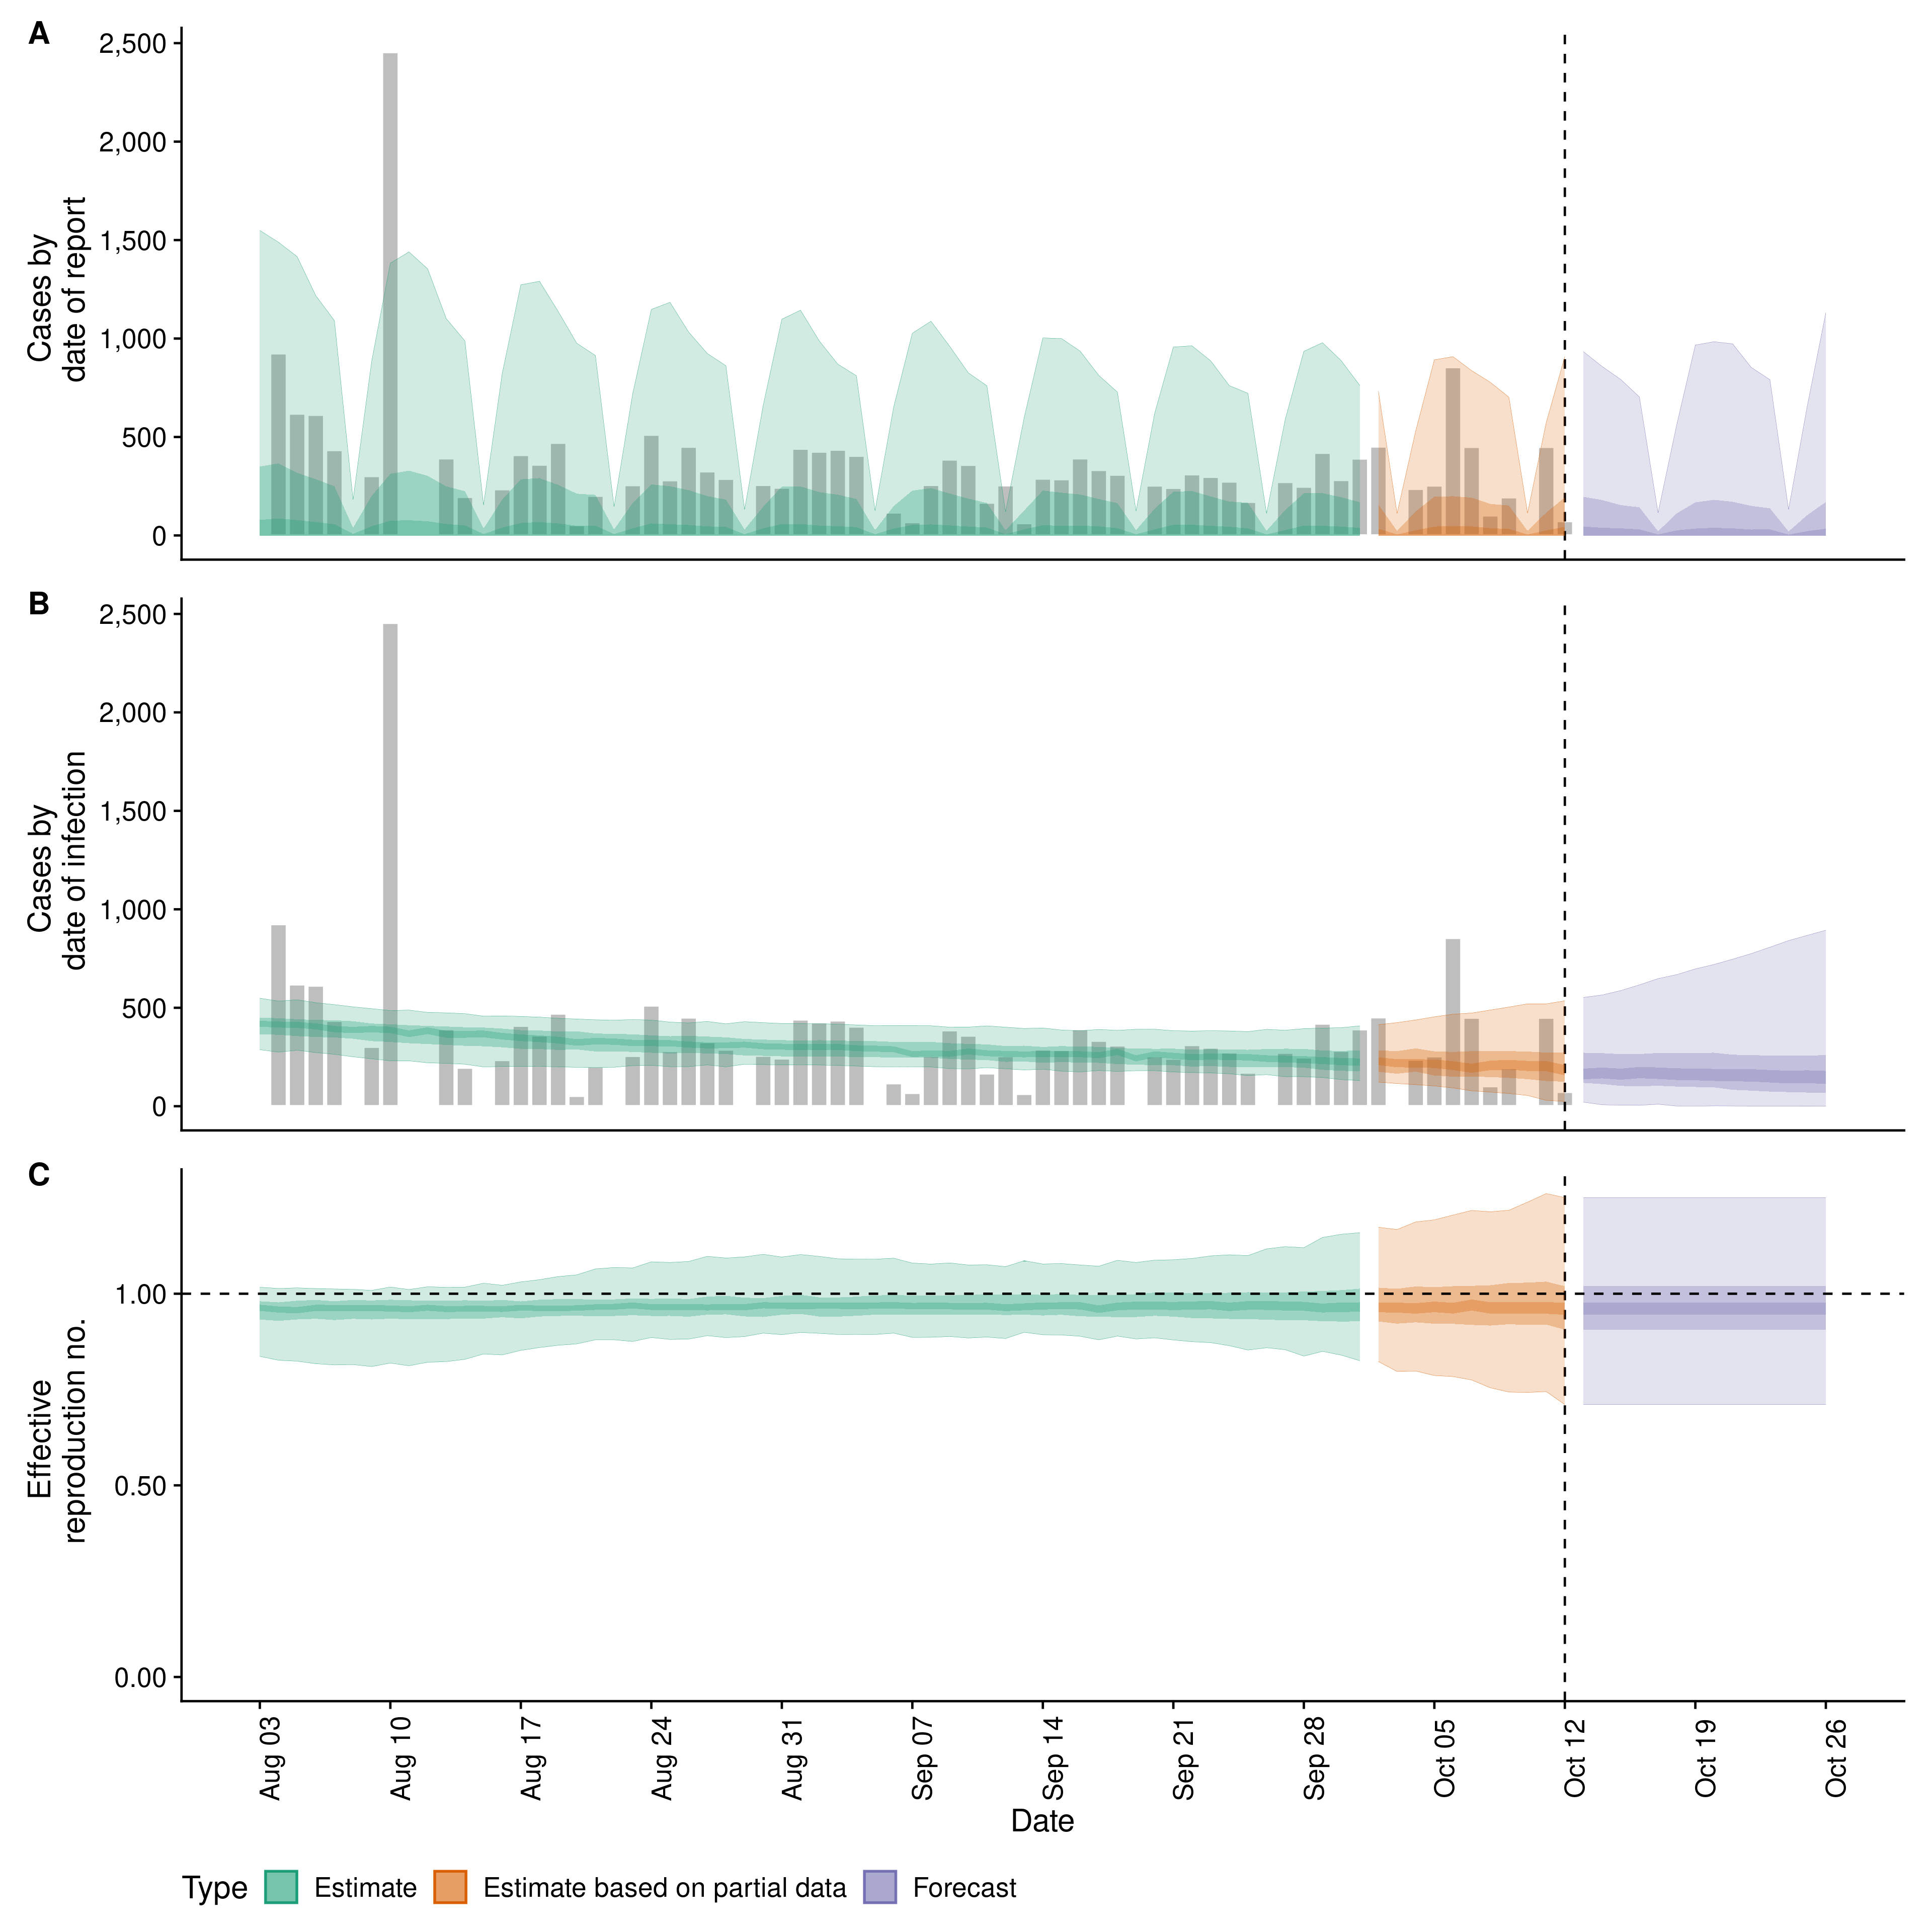 A
Cases by
date of report
2,500
2,000
1,500
1,000
500
0
B
Cases by
date of infection
2,500
2,000
1,500
1,000
500
0
C
Effective
reproduction no.
1.00
0.50
0.00
Aug 03
Aug 10
Aug 17
Aug 24
Aug 31
Sep 07
Sep 14
Sep 21
Sep 28
Oct 05
Oct 12
Oct 19
Oct 26
Date
Type Estimate Estimate based on partial data Forecast